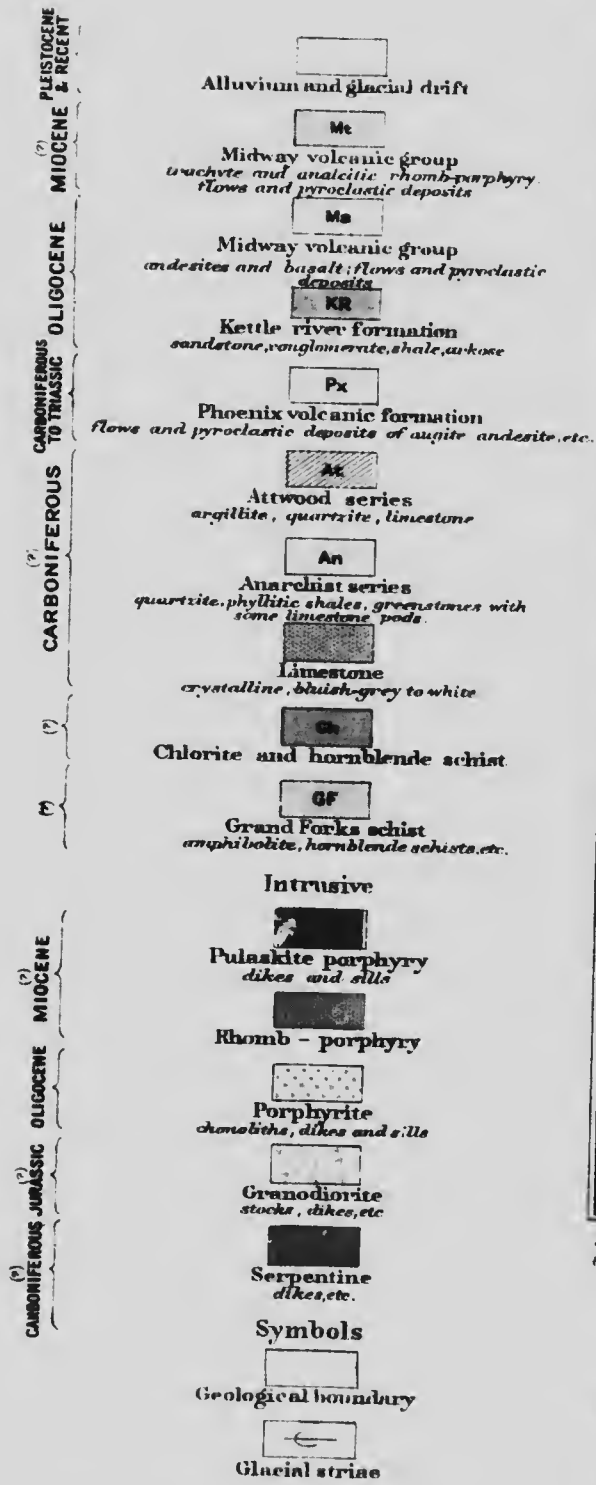 PLEISTOCENE
& RECENT
Alluvium and glacial drift
(?)
MIOCENE
Mt
Midway volcanic group
trachyte and analcitic rhomb-porphyry.
flows and pyroclastic deposits
OLIGOCENE
Ma
Midway volcanic group
andesites and basalt; flows and pyroclastic
deposits
KR
Kettle river formation
sandstone, conglomerate, shale, arkose
CARBONIFEROUS
TO TRIASSIC
Px
Phoenix volcanic formation
flows and pyroclastic deposits of augite andesite, etc.
(?)
CARBONIFEROUS
At
Attwood series
argillite, quartzite, limestone
An
Anarchist series
quartzite, phyllitic shales, greenstones with
some limestone pods.
Limestone
crystalline, bluish-grey to white
(?)
Ch
Chlorite and hornblende schist
(?)
GF
Grand Forks schist
amphibolite, hornblende schists, etc.
Intrusive
(?)
MIOCENE
Pulaskite porphyry
dikes and sills
Rhomb - porphyry
OLIGOCENE
Porphyrite
chonoliths, dikes and sills
(?)
JURASSIC
Granodiorite
stocks, dikes, etc
(?)
CARBONIFEROUS
Serpentine
dikes, etc.
Symbols
Geological boundary
Glacial striae